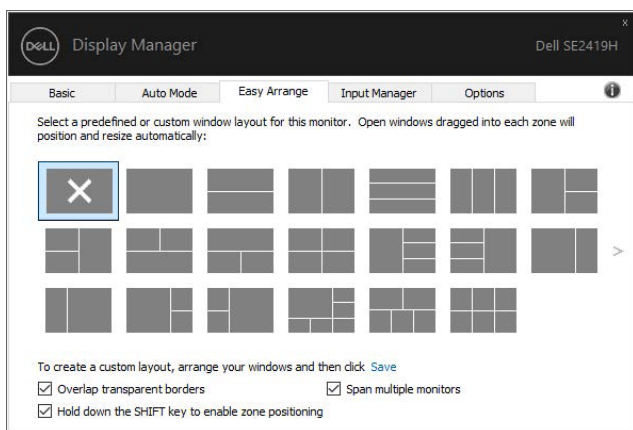 x
DELL
Display Manager
Dell SE2419H
Basic
Auto Mode
Easy Arrange
Input Manager
Options
i
Select a predefined or custom window layout for this monitor. Open windows dragged into each zone will
position and resize automatically:
>
To create a custom layout, arrange your windows and then click Save
Overlap transparent borders
Span multiple monitors
Hold down the SHIFT key to enable zone positioning